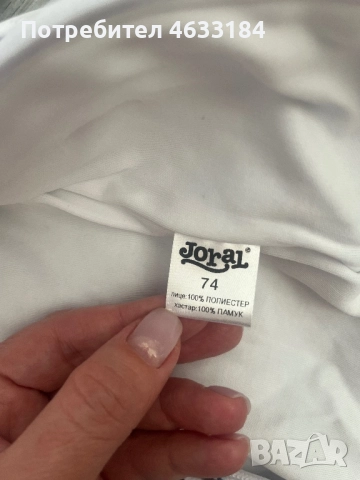 Потребител 4633184
Joral
74
лице:100% ПОЛИЕСТЕР
хастар:100% ПАМУК
BAZAR